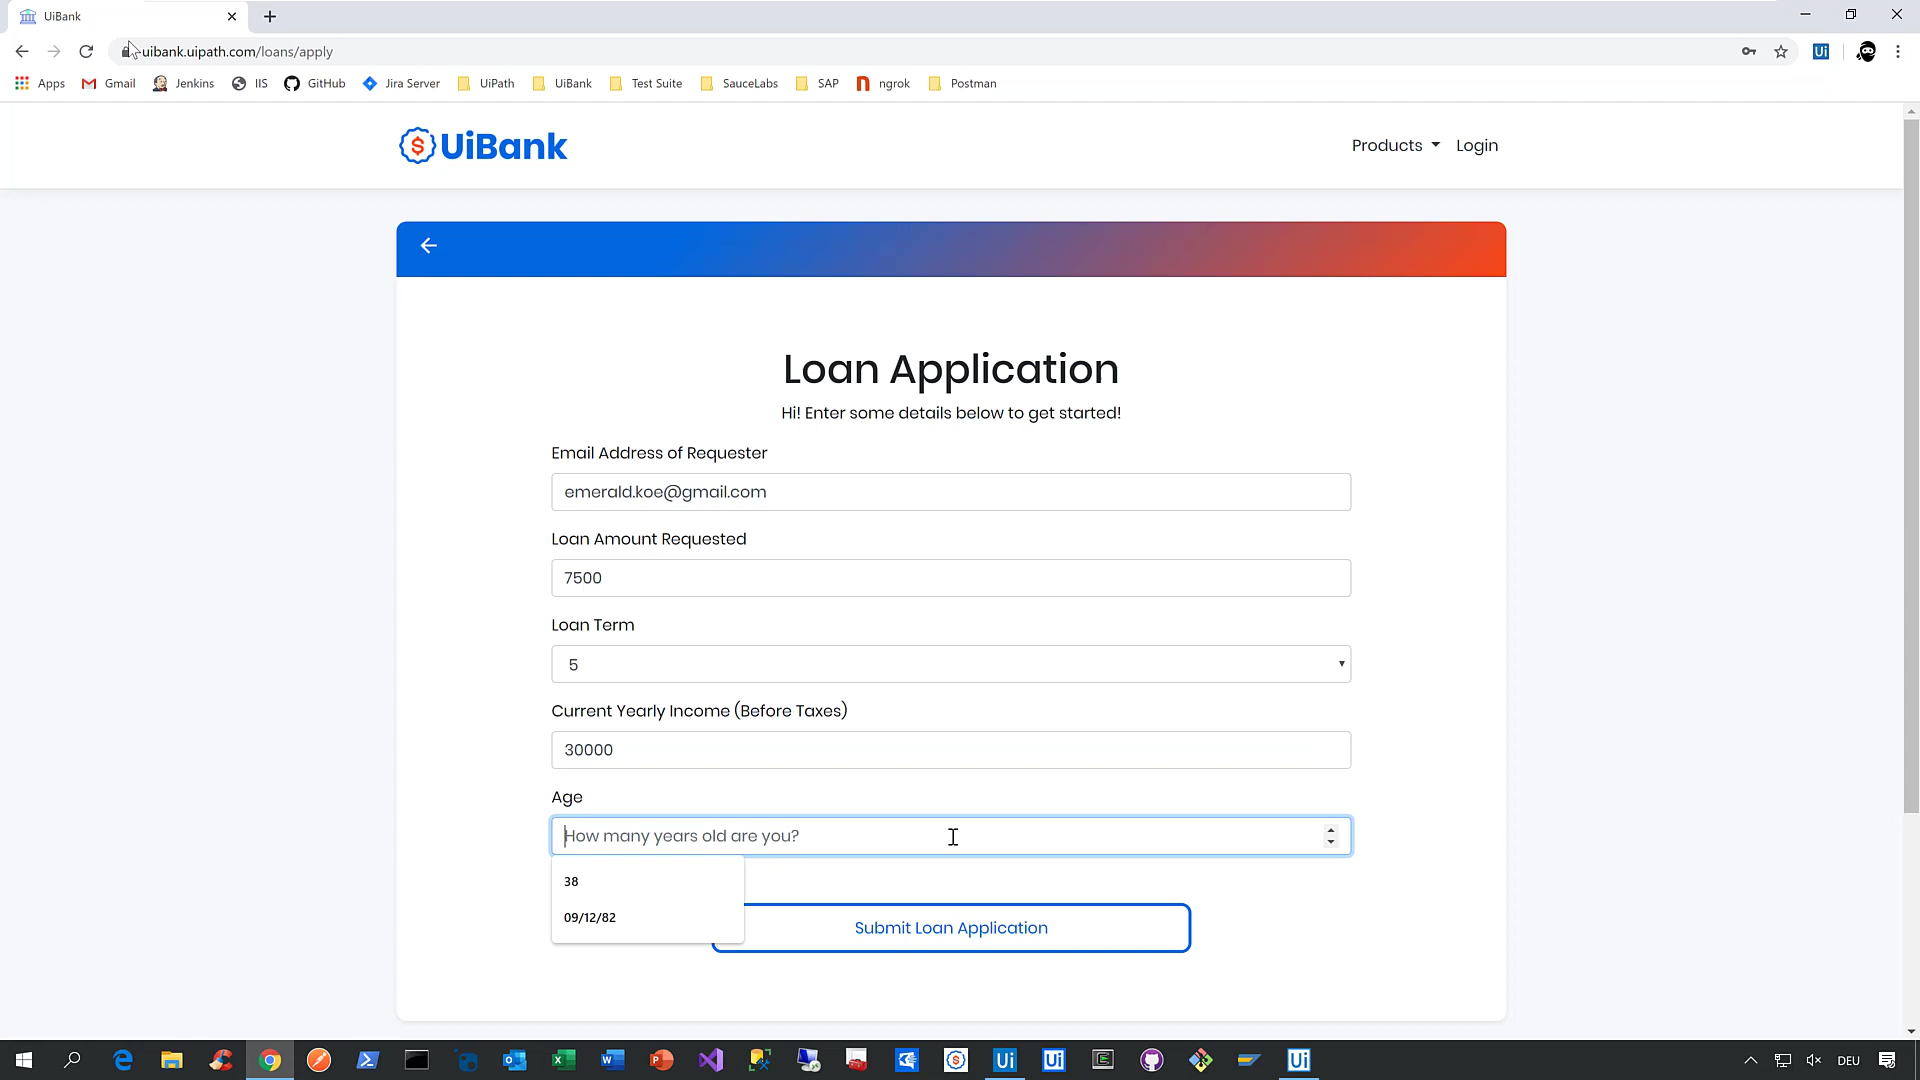 UiBank
uibank.uipath.com/loans/apply
Apps Gmail Jenkins IIS GitHub Jira Server UiPath UiBank Test Suite SauceLabs SAP ngrok Postman
UiBank
Products Login
Loan Application
Hi! Enter some details below to get started!
Email Address of Requester
emerald.koe@gmail.com
Loan Amount Requested
7500
Loan Term
5
Current Yearly Income (Before Taxes)
30000
Age
How many years old are you?
38
09/12/82
Submit Loan Application
DEU